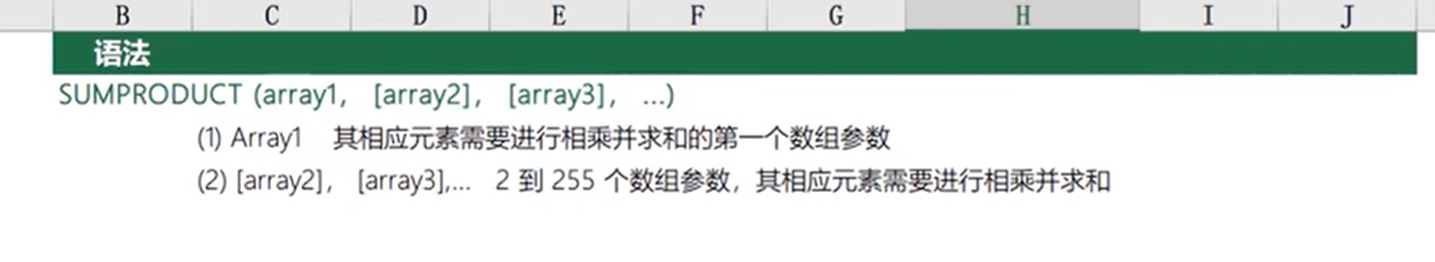 B C D E F G H I J
语法
SUMPRODUCT (array1, [array2], [array3], ...)
(1) Array1 其相应元素需要进行相乘并求和的第一个数组参数
(2) [array2], [array3],... 2 到 255 个数组参数，其相应元素需要进行相乘并求和